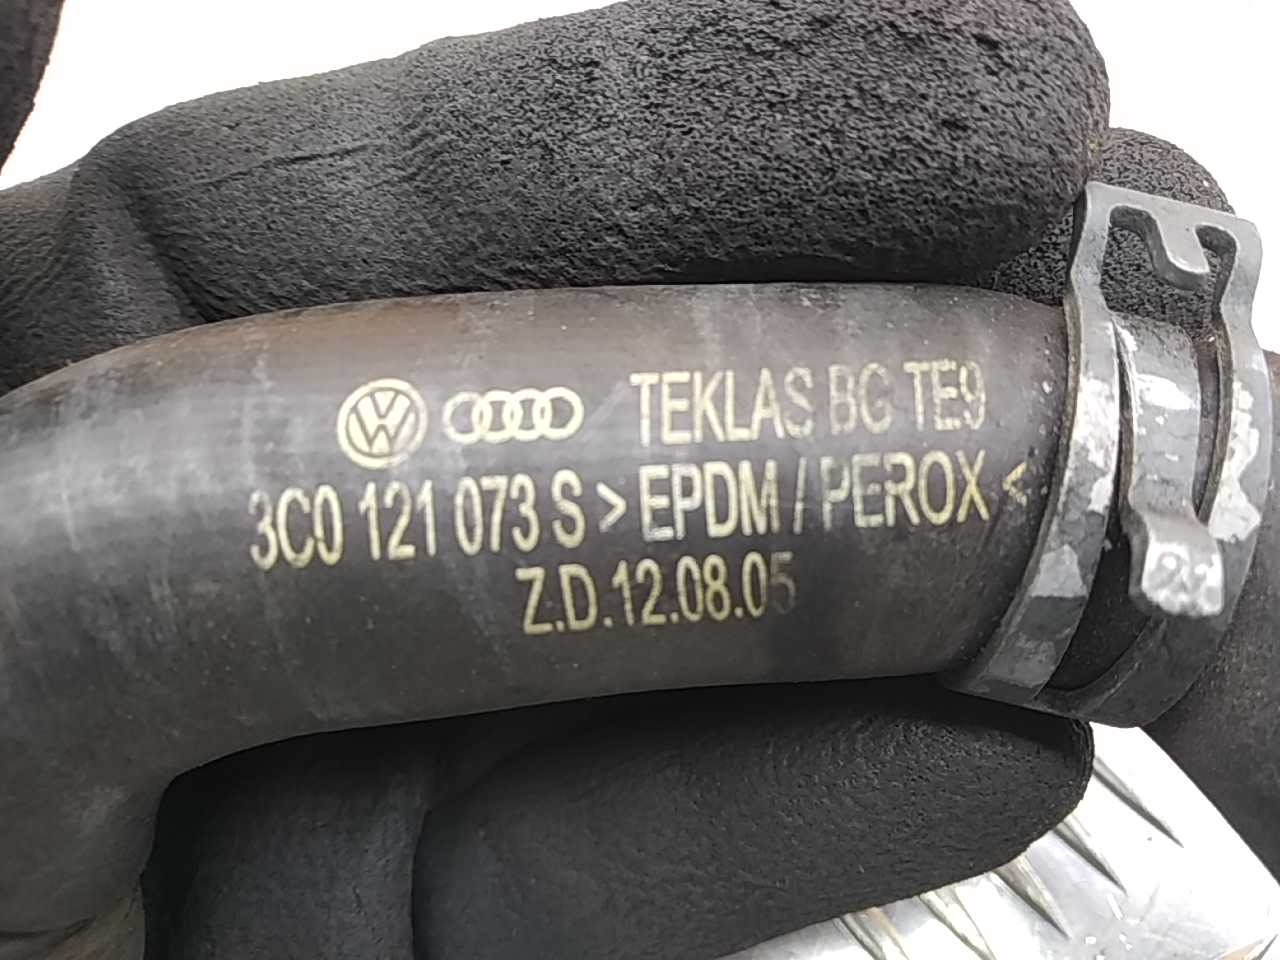 TEKLAS BG TE9
3C0 121 073 S > EPDM / PEROX <
Z.D.12.08.05